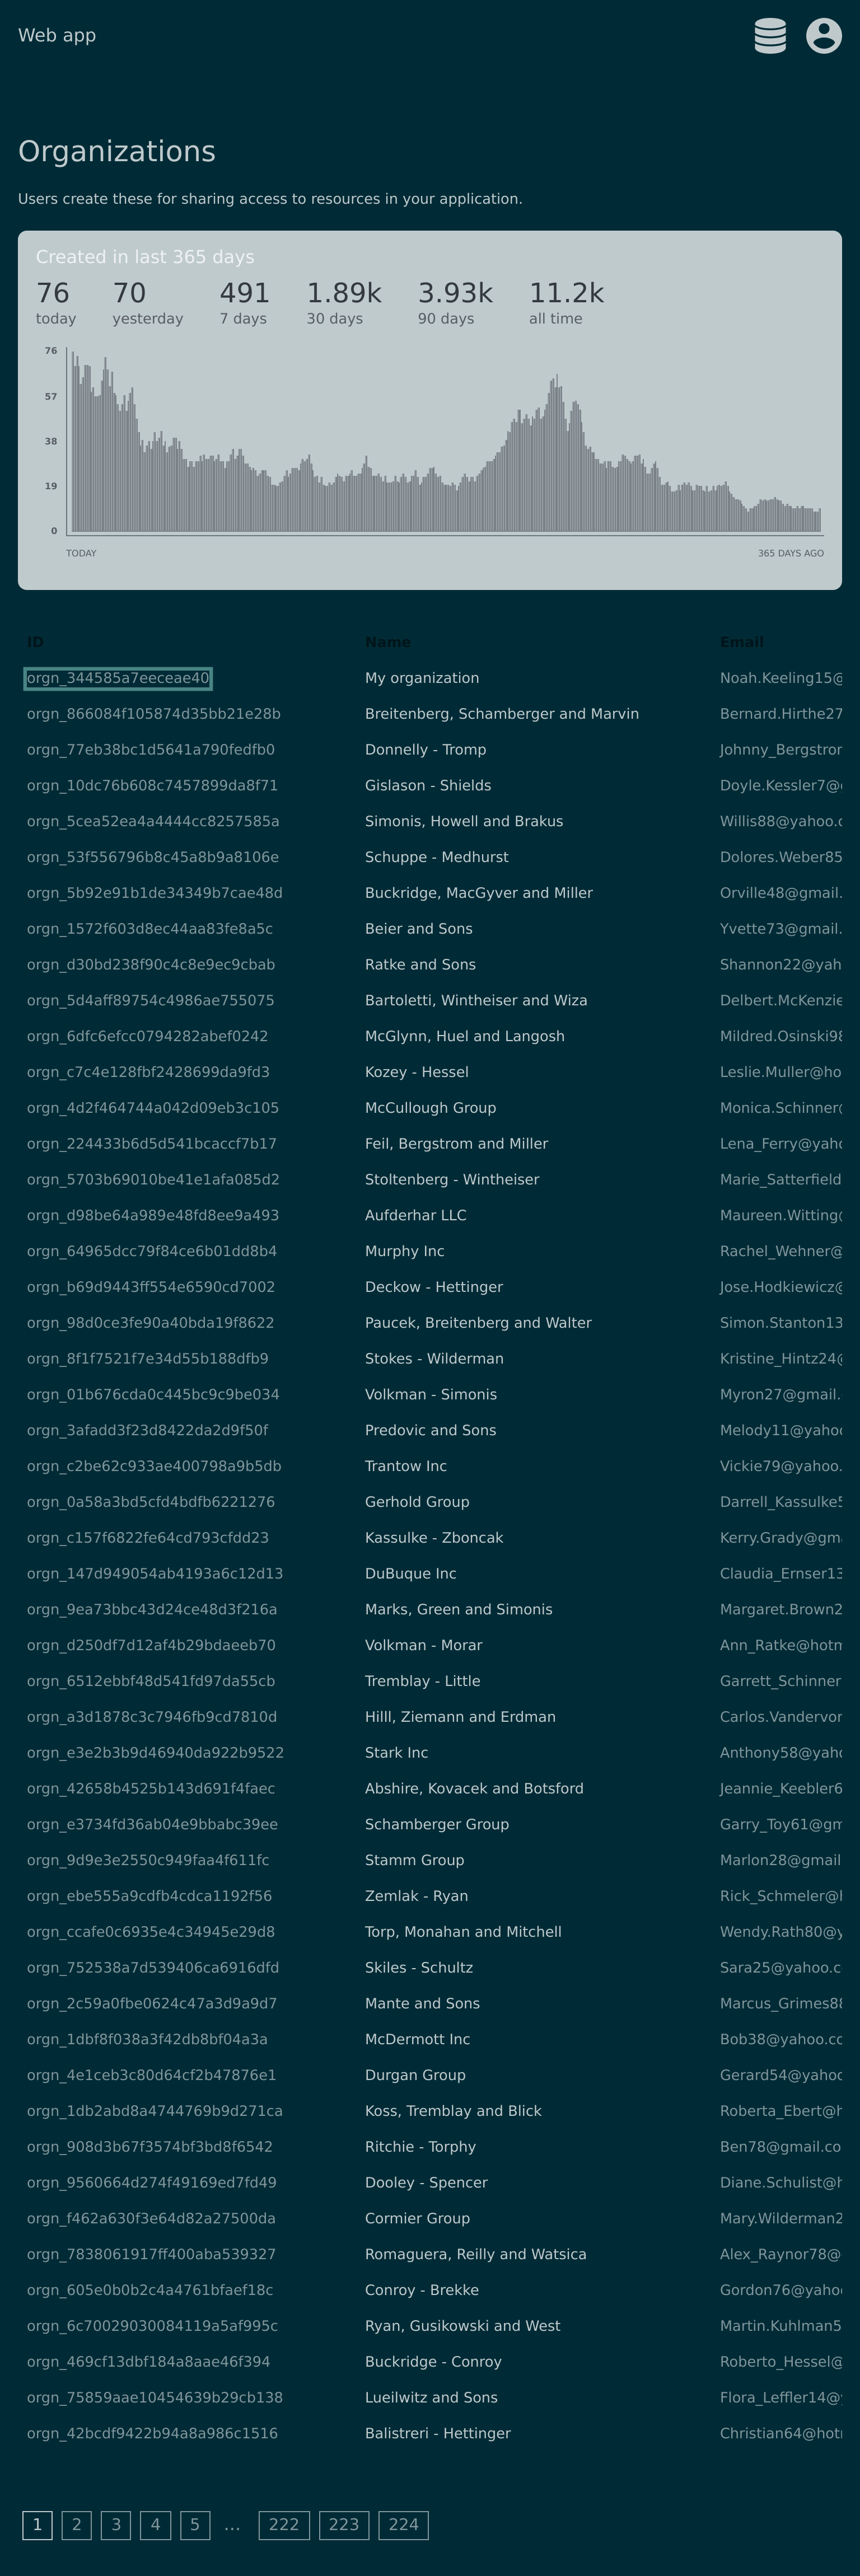 Web app
Organizations
Users create these for sharing access to resources in your application.
Created in last 365 days
76 70 491 1.89k 3.93k 11.2k
today yesterday 7 days 30 days 90 days all time
76
57
38
19
0
TODAY 365 DAYS AGO
ID Name Email
orgn_344585a7eeceae40 My organization Noah.Keeling15@
orgn_866084f105874d35bb21e28b Breitenberg, Schamberger and Marvin Bernard.Hirthe27
orgn_77eb38bc1d5641a790fedfb0 Donnelly - Tromp Johnny_Bergstrom
orgn_10dc76b608c7457899da8f71 Gislason - Shields Doyle.Kessler7@
orgn_5cea52ea4a4444cc8257585a Simonis, Howell and Brakus Willis88@yahoo.c
orgn_53f556796b8c45a8b9a8106e Schuppe - Medhurst Dolores.Weber85
orgn_5b92e91b1de34349b7cae48d Buckridge, MacGyver and Miller Orville48@gmail.
orgn_1572f603d8ec44aa83fe8a5c Beier and Sons Yvette73@gmail.
orgn_d30bd238f90c4c8e9ec9cbab Ratke and Sons Shannon22@yah
orgn_5d4aff89754c4986ae755075 Bartoletti, Wintheiser and Wiza Delbert.McKenzie
orgn_6dfc6efcc0794282abef0242 McGlynn, Huel and Langosh Mildred.Osinski98
orgn_c7c4e128fbf2428699da9fd3 Kozey - Hessel Leslie.Muller@ho
orgn_4d2f464744a042d09eb3c105 McCullough Group Monica.Schinner@
orgn_224433b6d5d541bcaccf7b17 Feil, Bergstrom and Miller Lena_Ferry@yaho
orgn_5703b69010be41e1afa085d2 Stoltenberg - Wintheiser Marie_Satterfield
orgn_d98be64a989e48fd8ee9a493 Aufderhar LLC Maureen.Witting@
orgn_64965dcc79f84ce6b01dd8b4 Murphy Inc Rachel_Wehner@
orgn_b69d9443ff554e6590cd7002 Deckow - Hettinger Jose.Hodkiewicz@
orgn_98d0ce3fe90a40bda19f8622 Paucek, Breitenberg and Walter Simon.Stanton13
orgn_8f1f7521f7e34d55b188dfb9 Stokes - Wilderman Kristine_Hintz24@
orgn_01b676cda0c445bc9c9be034 Volkman - Simonis Myron27@gmail.
orgn_3afadd3f23d8422da2d9f50f Predovic and Sons Melody11@yahoo
orgn_c2be62c933ae400798a9b5db Trantow Inc Vickie79@yahoo.
orgn_0a58a3bd5cfd4bdfb6221276 Gerhold Group Darrell_Kassulke5
orgn_c157f6822fe64cd793cfdd23 Kassulke - Zboncak Kerry.Grady@gma
orgn_147d949054ab4193a6c12d13 DuBuque Inc Claudia_Ernser13
orgn_9ea73bbc43d24ce48d3f216a Marks, Green and Simonis Margaret.Brown2
orgn_d250df7d12af4b29bdaeeb70 Volkman - Morar Ann_Ratke@hotm
orgn_6512ebbf48d541fd97da55cb Tremblay - Little Garrett_Schinner
orgn_a3d1878c3c7946fb9cd7810d Hilll, Ziemann and Erdman Carlos.Vandervor
orgn_e3e2b3b9d46940da922b9522 Stark Inc Anthony58@yaho
orgn_42658b4525b143d691f4faec Abshire, Kovacek and Botsford Jeannie_Keebler6
orgn_e3734fd36ab04e9bbabc39ee Schamberger Group Garry_Toy61@gm
orgn_9d9e3e2550c949faa4f611fc Stamm Group Marlon28@gmail
orgn_ebe555a9cdfb4cdca1192f56 Zemlak - Ryan Rick_Schmeler@h
orgn_ccafe0c6935e4c34945e29d8 Torp, Monahan and Mitchell Wendy.Rath80@y
orgn_752538a7d539406ca6916dfd Skiles - Schultz Sara25@yahoo.c
orgn_2c59a0fbe0624c47a3d9a9d7 Mante and Sons Marcus_Grimes88
orgn_1dbf8f038a3f42db8bf04a3a McDermott Inc Bob38@yahoo.co
orgn_4e1ceb3c80d64cf2b47876e1 Durgan Group Gerard54@yahoo
orgn_1db2abd8a4744769b9d271ca Koss, Tremblay and Blick Roberta_Ebert@h
orgn_908d3b67f3574bf3bd8f6542 Ritchie - Torphy Ben78@gmail.co
orgn_9560664d274f49169ed7fd49 Dooley - Spencer Diane.Schulist@h
orgn_f462a630f3e64d82a27500da Cormier Group Mary.Wilderman2
orgn_7838061917ff400aba539327 Romaguera, Reilly and Watsica Alex_Raynor78@
orgn_605e0b0b2c4a4761bfaef18c Conroy - Brekke Gordon76@yahoo
orgn_6c70029030084119a5af995c Ryan, Gusikowski and West Martin.Kuhlman5
orgn_469cf13dbf184a8aae46f394 Buckridge - Conroy Roberto_Hessel@
orgn_75859aae10454639b29cb138 Lueilwitz and Sons Flora_Leffler14@y
orgn_42bcdf9422b94a8a986c1516 Balistreri - Hettinger Christian64@hotm
1 2 3 4 5 … 222 223 224